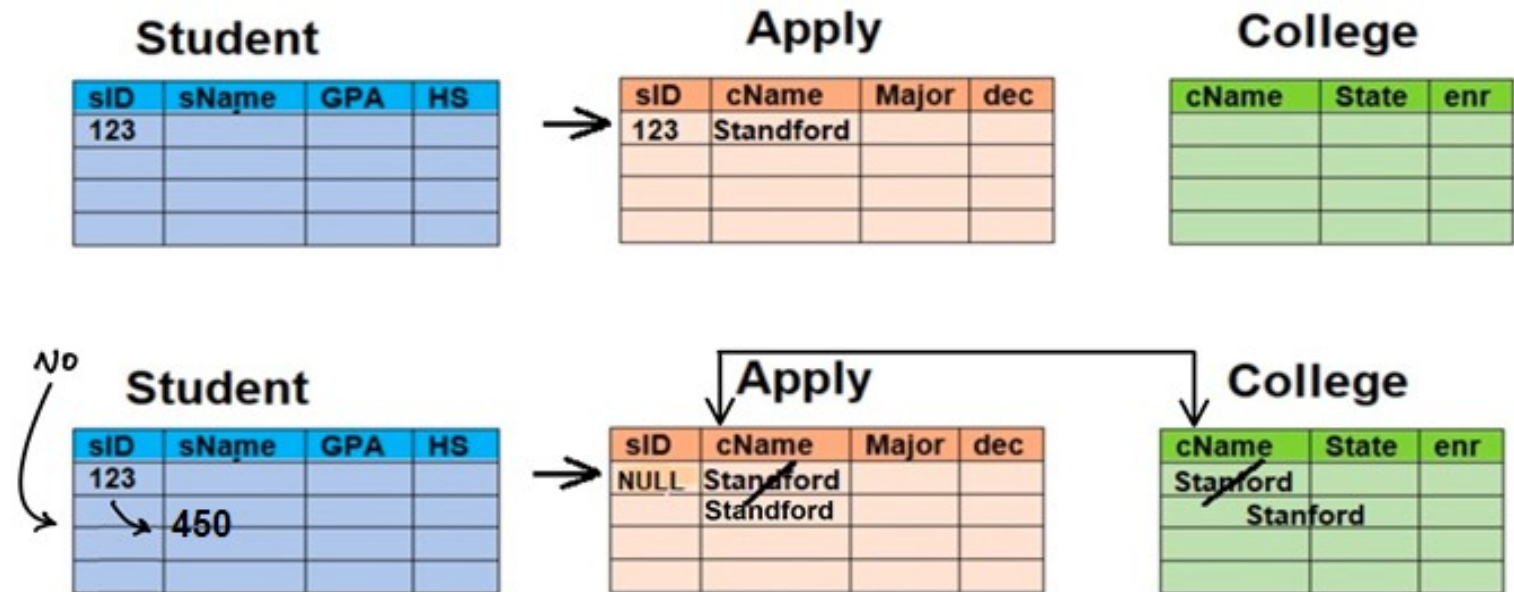 Student Apply College
sID sName GPA HS
123
sID cName Major dec
123 Standford
cName State enr
NO
Student Apply College
sID sName GPA HS
123
450
sID cName Major dec
NULL Standford
Standford
cName State enr
Stanford
Stanford